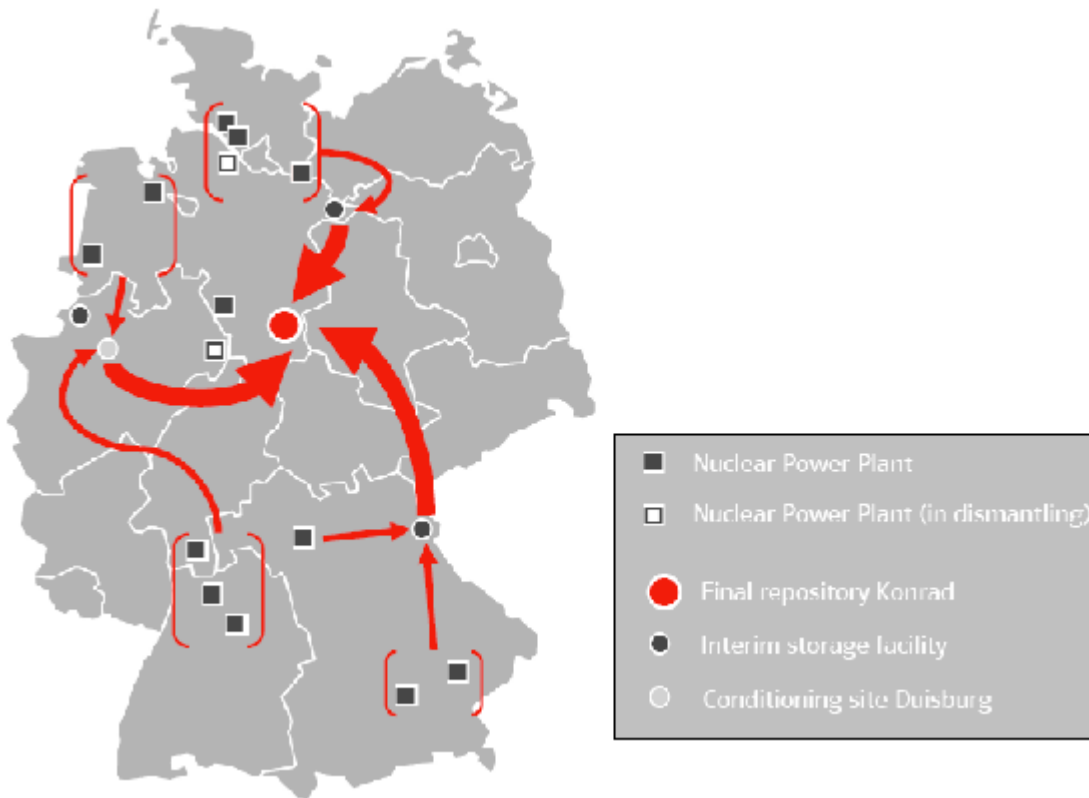 Nuclear Power Plant
Nuclear Power Plant (in dismantling)
Final repository Konrad
Interim storage facility
Conditioning site Duisburg